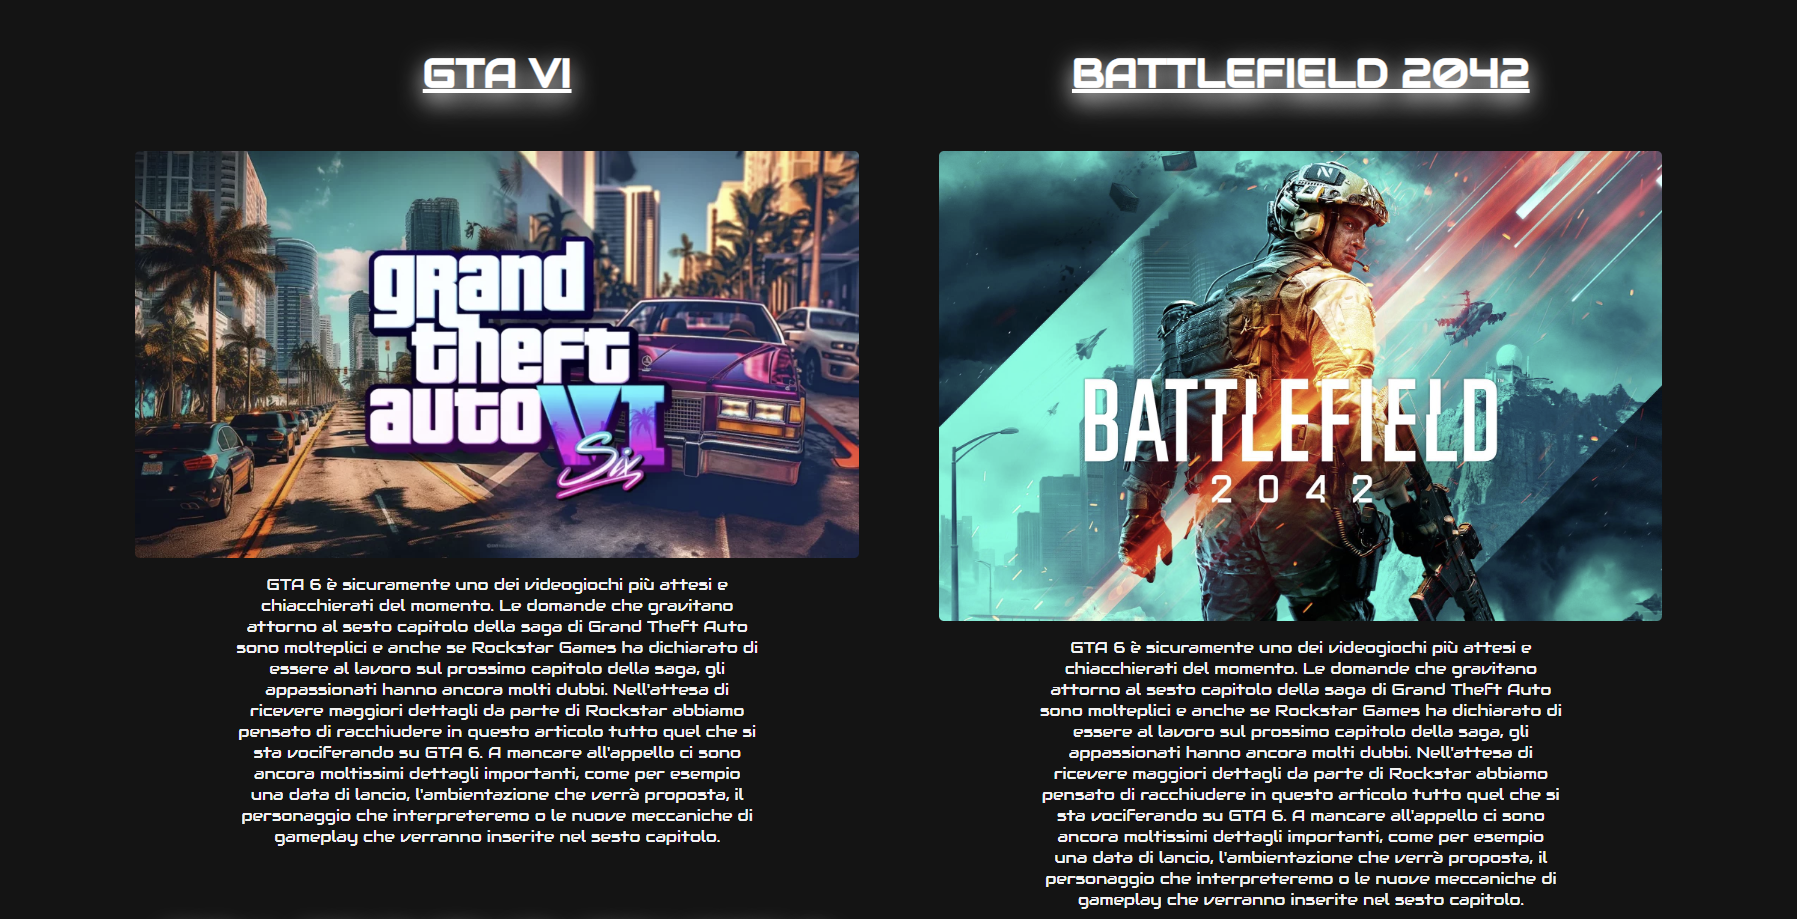 GTA VI
grand
theft
auto VI
Six
GTA 6 è sicuramente uno dei videogiochi più attesi e
chiacchierati del momento. Le domande che gravitano
attorno al sesto capitolo della saga di Grand Theft Auto
sono molteplici e anche se Rockstar Games ha dichiarato di
essere al lavoro sul prossimo capitolo della saga, gli
appassionati hanno ancora molti dubbi. Nell'attesa di
ricevere maggiori dettagli da parte di Rockstar abbiamo
pensato di racchiudere in questo articolo tutto quel che si
sta vociferando su GTA 6. A mancare all'appello ci sono
ancora moltissimi dettagli importanti, come per esempio
una data di lancio, l'ambientazione che verrà proposta, il
personaggio che interpreteremo o le nuove meccaniche di
gameplay che verranno inserite nel sesto capitolo.
BATTLEFIELD 2042
BATTLEFIELD
2042
GTA 6 è sicuramente uno dei videogiochi più attesi e
chiacchierati del momento. Le domande che gravitano
attorno al sesto capitolo della saga di Grand Theft Auto
sono molteplici e anche se Rockstar Games ha dichiarato di
essere al lavoro sul prossimo capitolo della saga, gli
appassionati hanno ancora molti dubbi. Nell'attesa di
ricevere maggiori dettagli da parte di Rockstar abbiamo
pensato di racchiudere in questo articolo tutto quel che si
sta vociferando su GTA 6. A mancare all'appello ci sono
ancora moltissimi dettagli importanti, come per esempio
una data di lancio, l'ambientazione che verrà proposta, il
personaggio che interpreteremo o le nuove meccaniche di
gameplay che verranno inserite nel sesto capitolo.